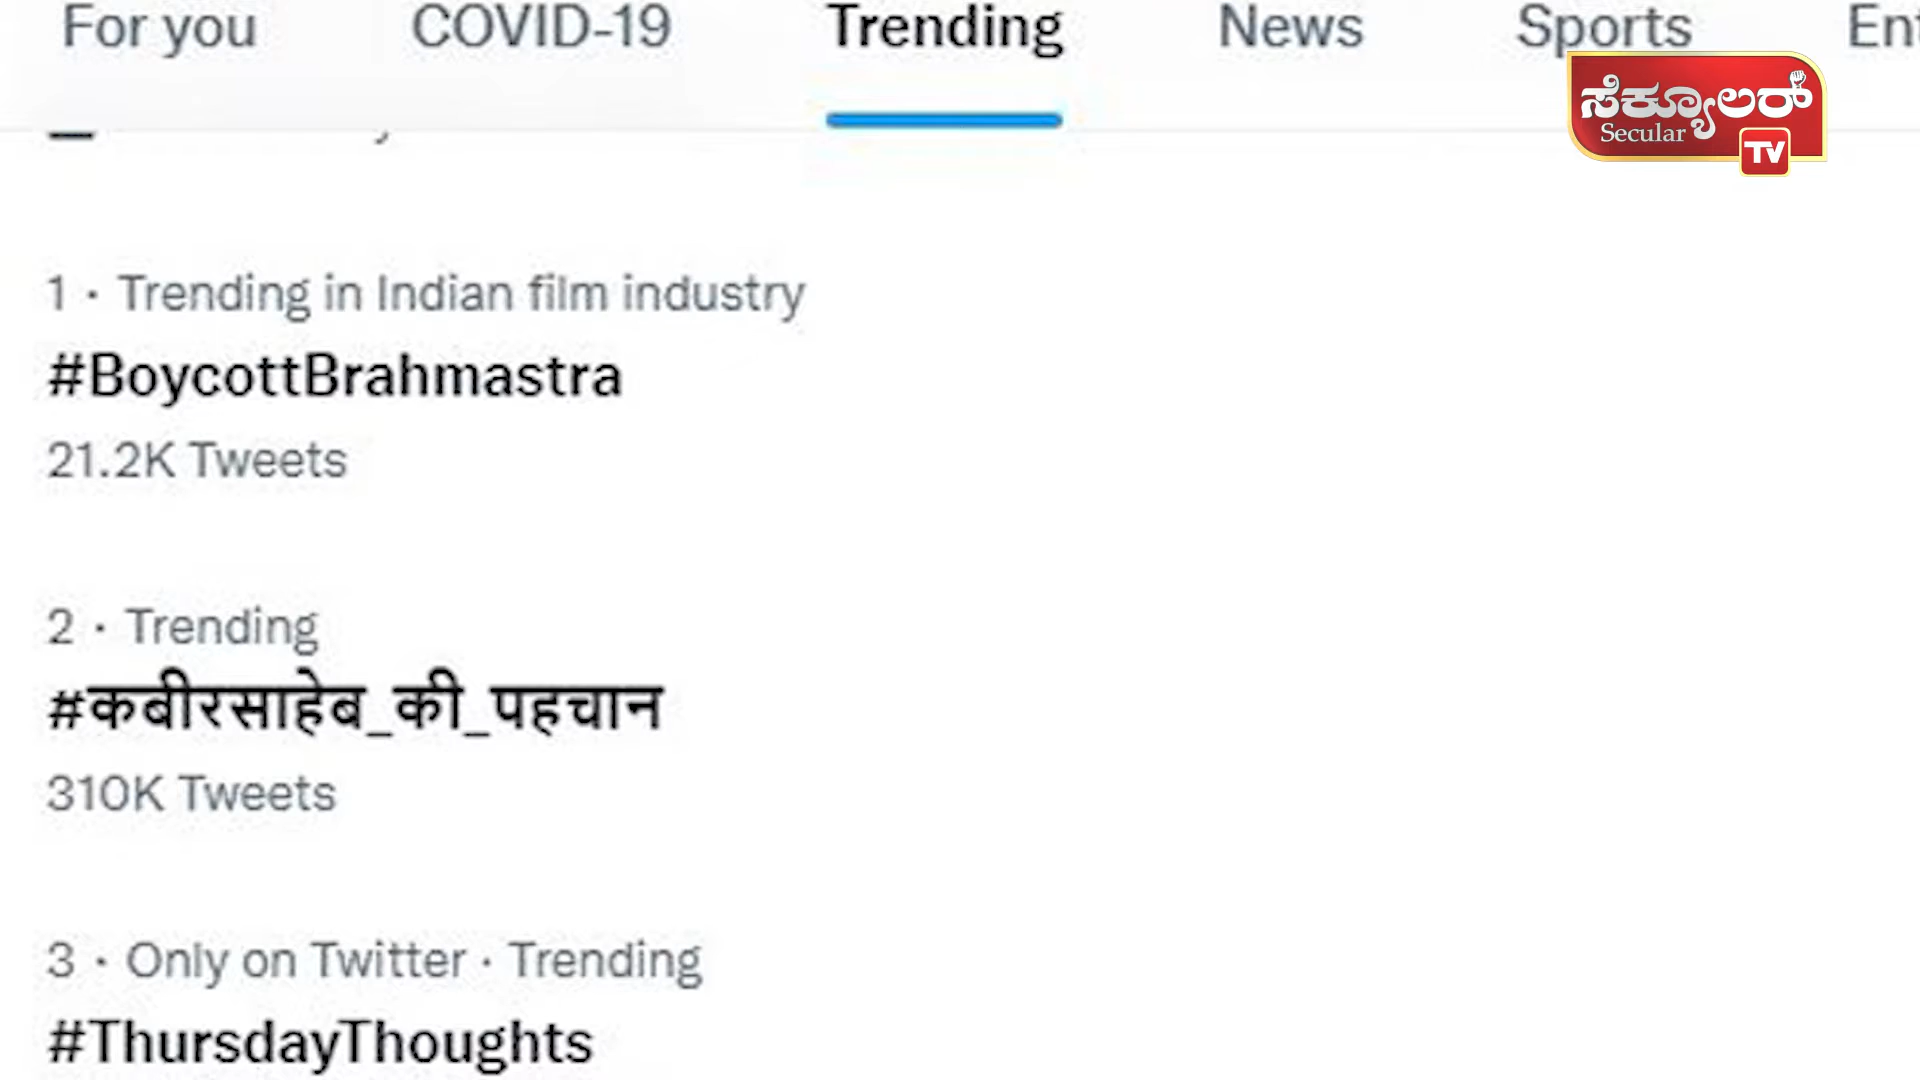 For you COVID-19 Trending News Sports
ಸೆಕ್ಯೂಲರ್
Secular
TV
1 · Trending in Indian film industry
#BoycottBrahmastra
21.2K Tweets
2 · Trending
#कबीरसाहेब_की_पहचान
310K Tweets
3 · Only on Twitter · Trending
#ThursdayThoughts